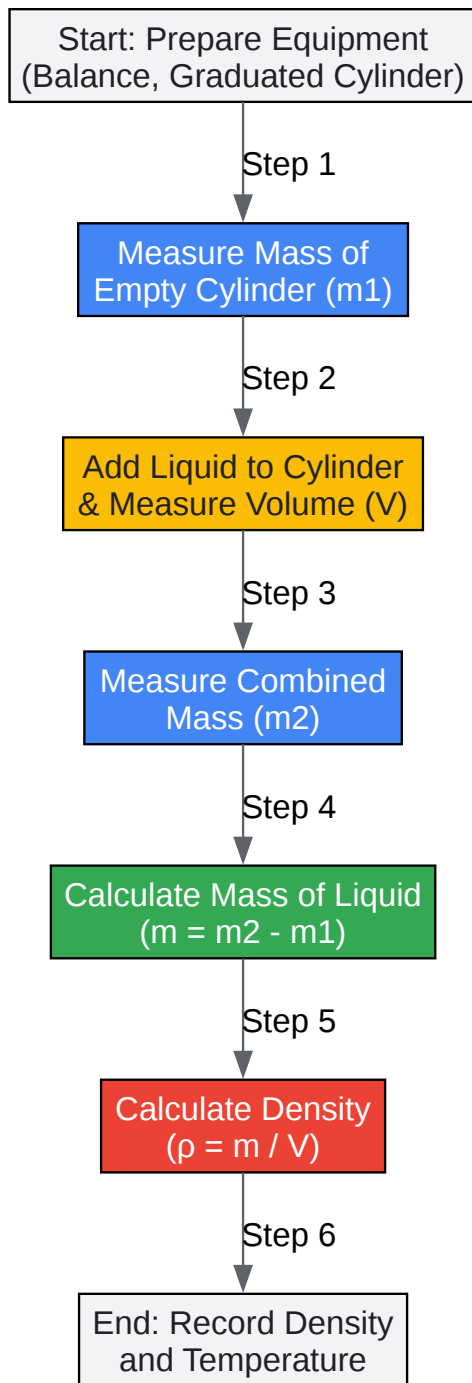 Start: Prepare Equipment
(Balance, Graduated Cylinder)
Step 1
Measure Mass of
Empty Cylinder (m1)
Step 2
Add Liquid to Cylinder
& Measure Volume (V)
Step 3
Measure Combined
Mass (m2)
Step 4
Calculate Mass of Liquid
(m = m2 - m1)
Step 5
Calculate Density
(ρ = m / V)
Step 6
End: Record Density
and Temperature